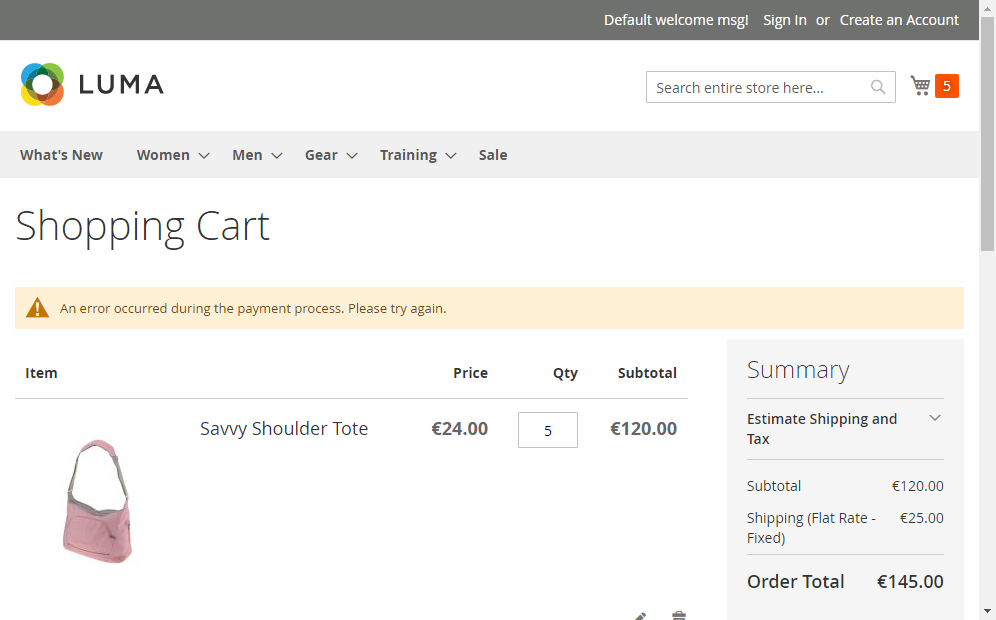 Default welcome msg! Sign In or Create an Account
LUMA
Search entire store here...
5
What's New Women Men Gear Training Sale
Shopping Cart
An error occurred during the payment process. Please try again.
Item Price Qty Subtotal
Savvy Shoulder Tote €24.00 5 €120.00
Summary
Estimate Shipping and
Tax
Subtotal €120.00
Shipping (Flat Rate - €25.00
Fixed)
Order Total €145.00